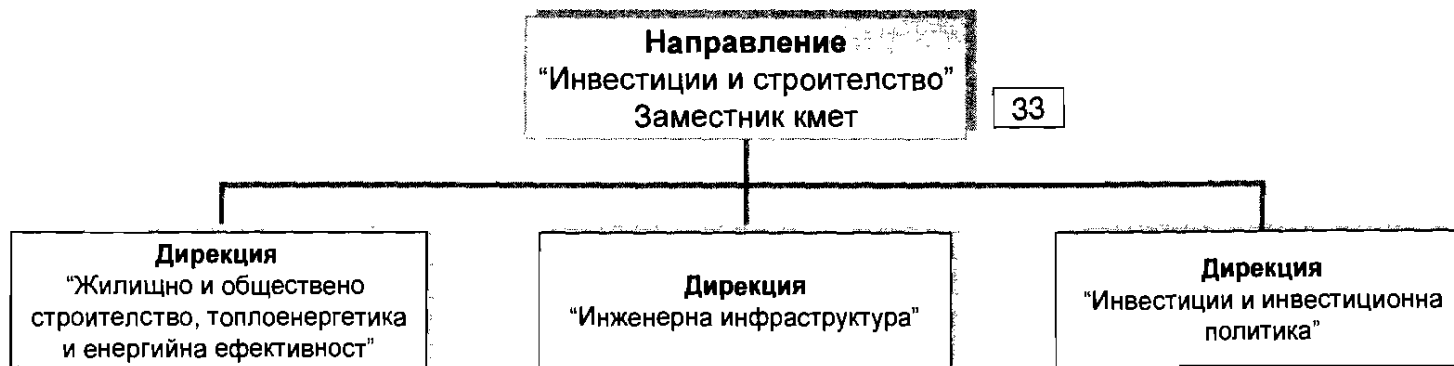 Направление
“Инвестиции и строителство”
Заместник кмет
33
Дирекция
“Жилищно и обществено
строителство, топлоенергетика
и енергийна ефективност”
Дирекция
“Инженерна инфраструктура”
Дирекция
“Инвестиции и инвестиционна
политика”